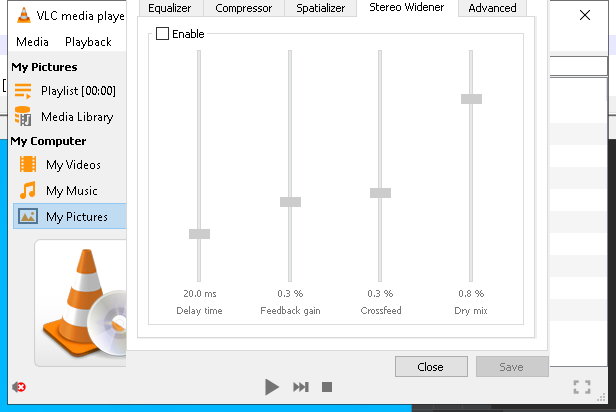 VLC media playe
Equalizer Compressor Spatializer Stereo Widener Advanced
Media Playback
Enable
My Pictures
Playlist [00:00]
Media Library
My Computer
My Videos
My Music
My Pictures
20.0 ms 0.3 % 0.3 % 0.8 %
Delay time Feedback gain Crossfeed Dry mix
Close Save